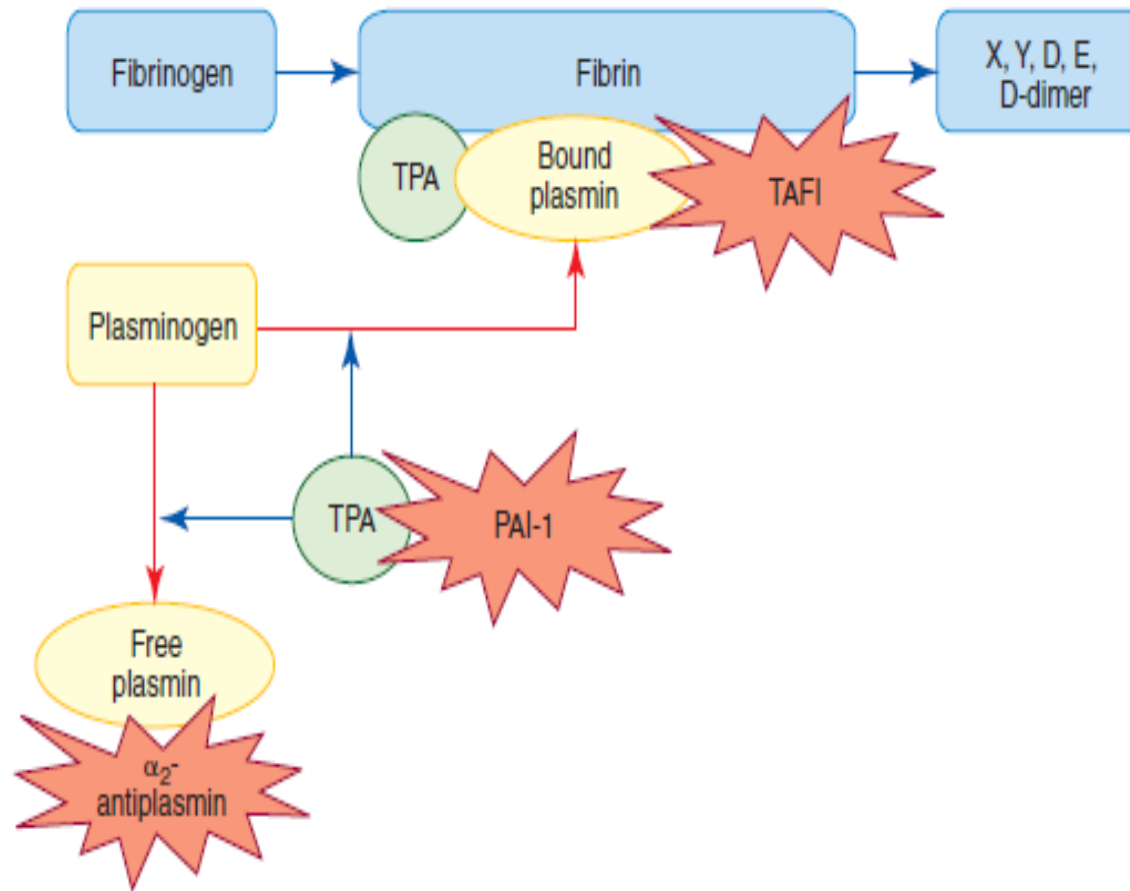 Fibrinogen
Fibrin
X, Y, D, E,
D-dimer
TPA
Bound
plasmin
TAFI
Plasminogen
TPA
PAI-1
Free
plasmin
α₂-
antiplasmin